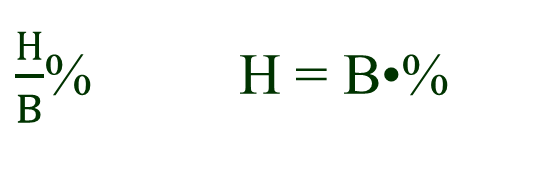 H/B% H = B•%